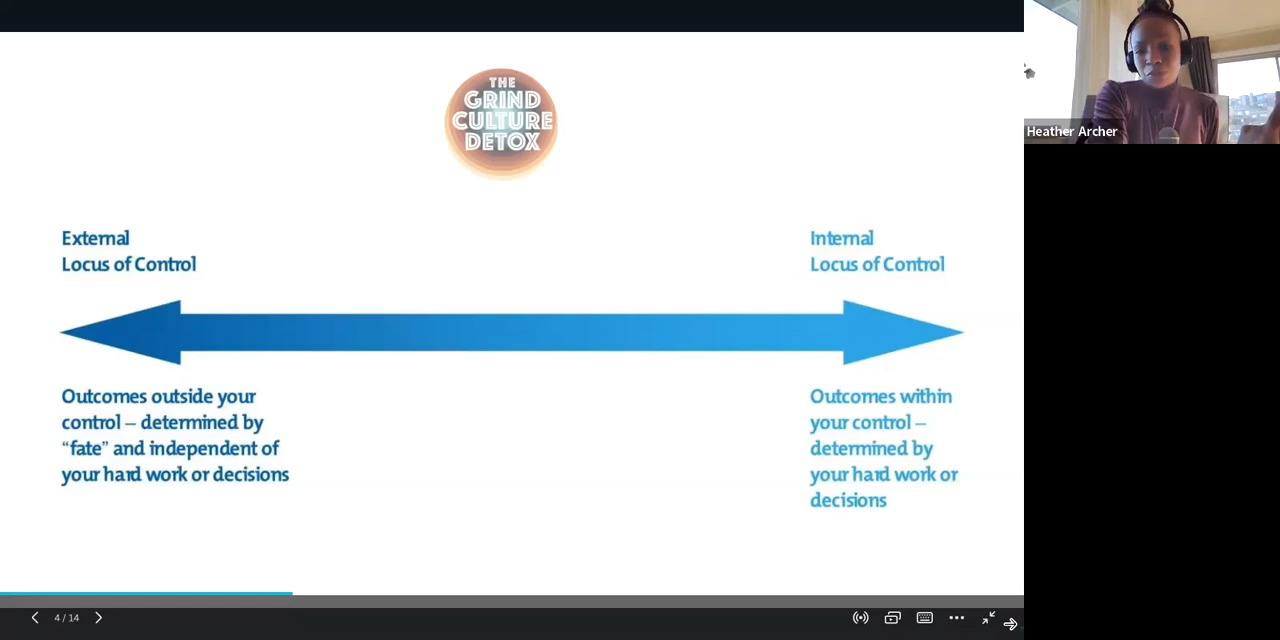 THE
GRIND
CULTURE
DETOX
Heather Archer
External
Locus of Control
Internal
Locus of Control
Outcomes outside your
control – determined by
“fate” and independent of
your hard work or decisions
Outcomes within
your control –
determined by
your hard work or
decisions
4 / 14